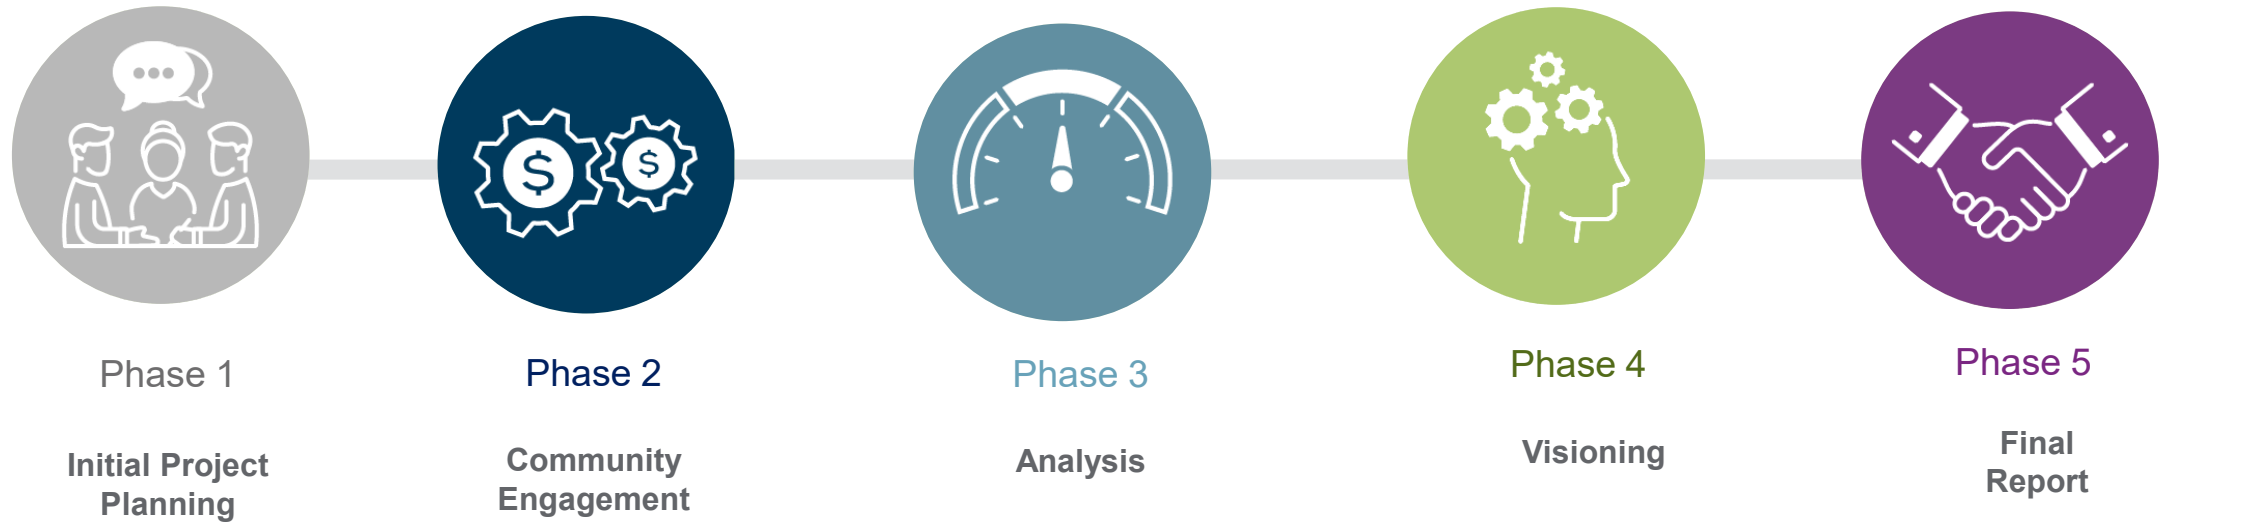 $ $
Phase 1
Initial Project
Planning
Phase 2
Community
Engagement
Phase 3
Analysis
Phase 4
Visioning
Phase 5
Final
Report